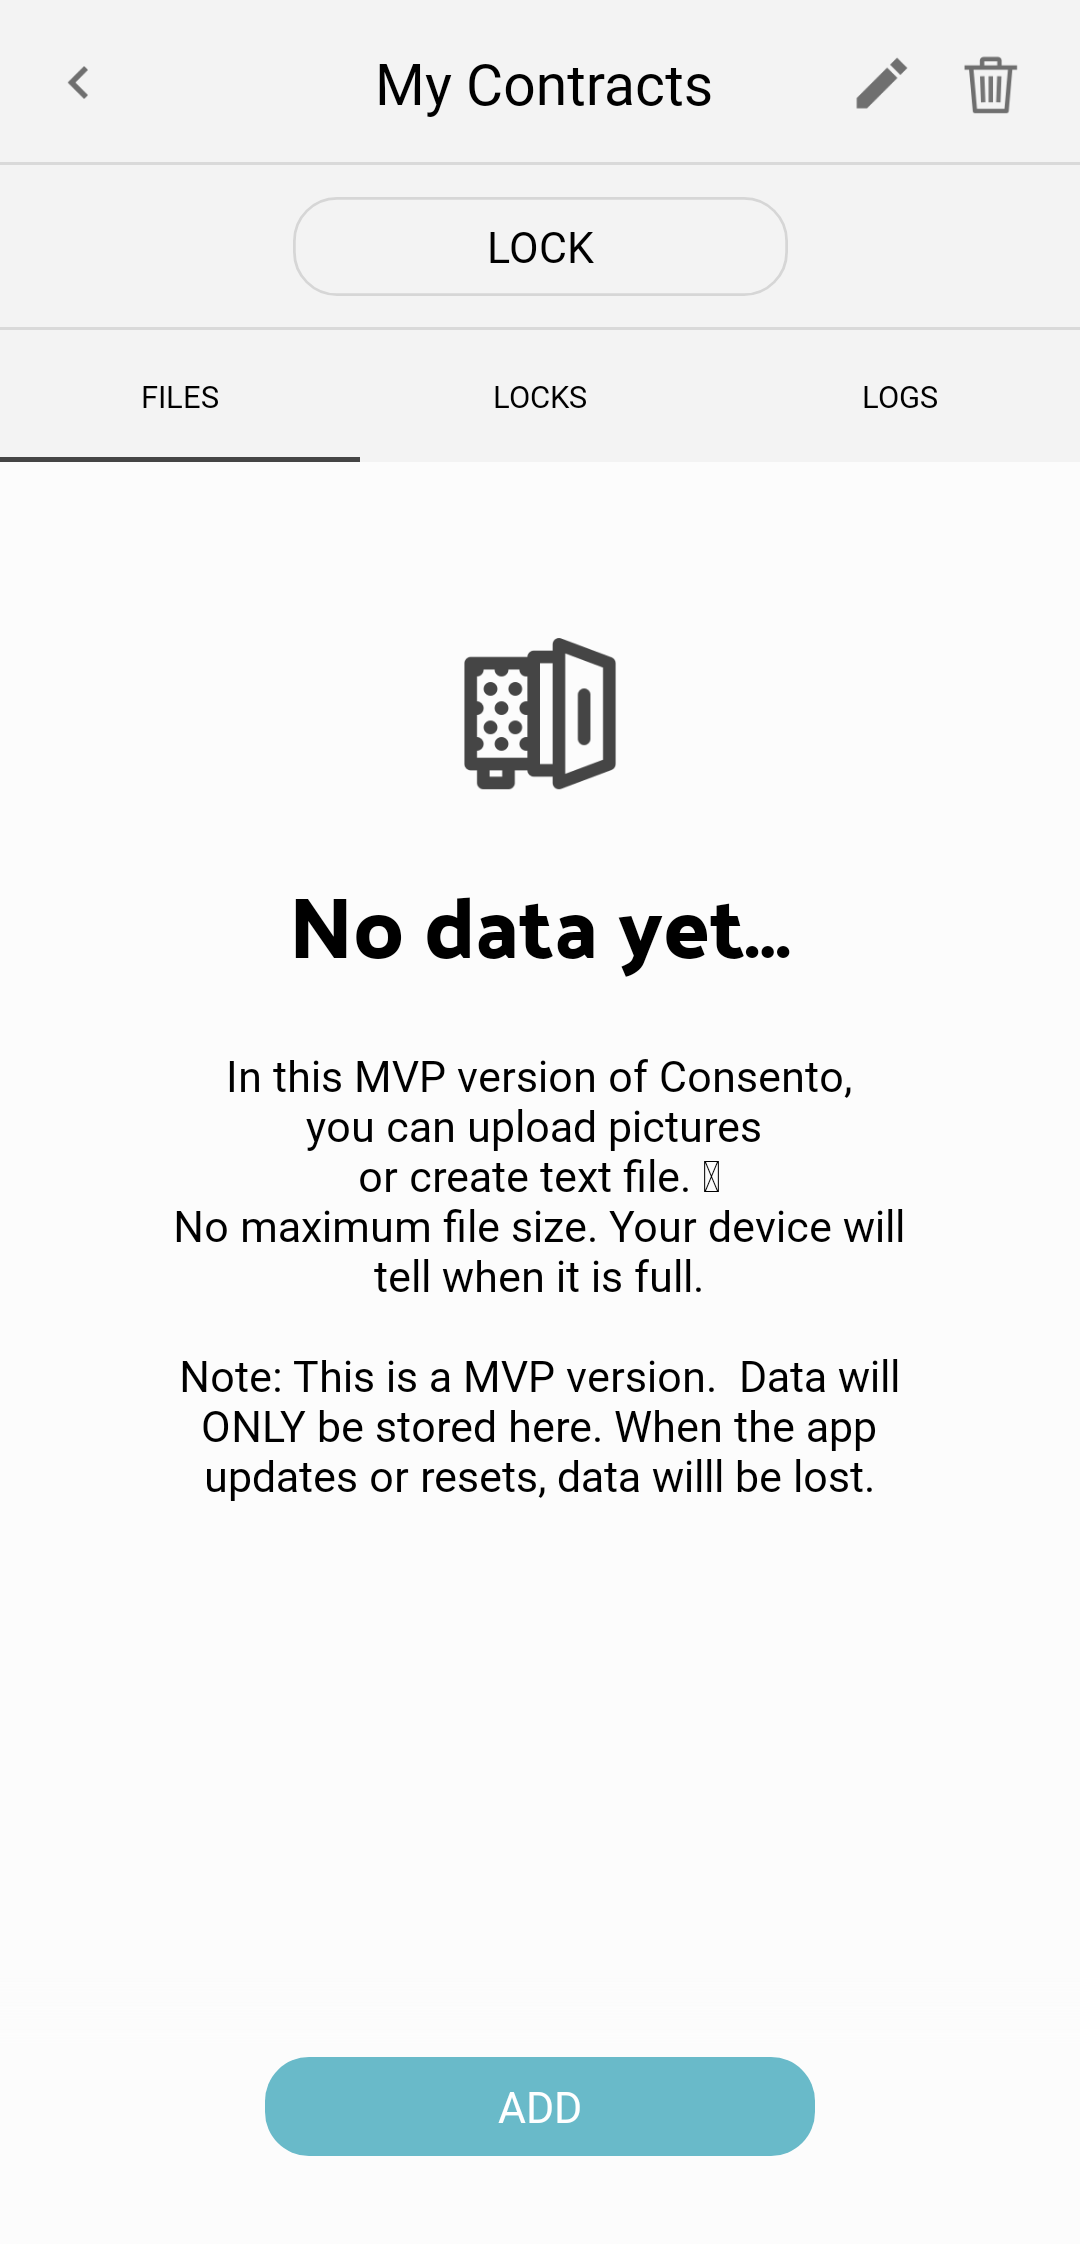 My Contracts
LOCK
FILES LOCKS LOGS
No data yet...
In this MVP version of Consento,
you can upload pictures
or create text file.
No maximum file size. Your device will
tell when it is full.
Note: This is a MVP version.  Data will
ONLY be stored here. When the app
updates or resets, data willl be lost.
ADD